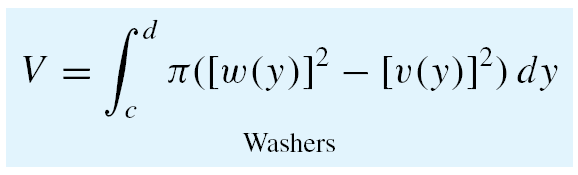 V = ∫_c^d π([w(y)]² − [v(y)]²) dy
Washers